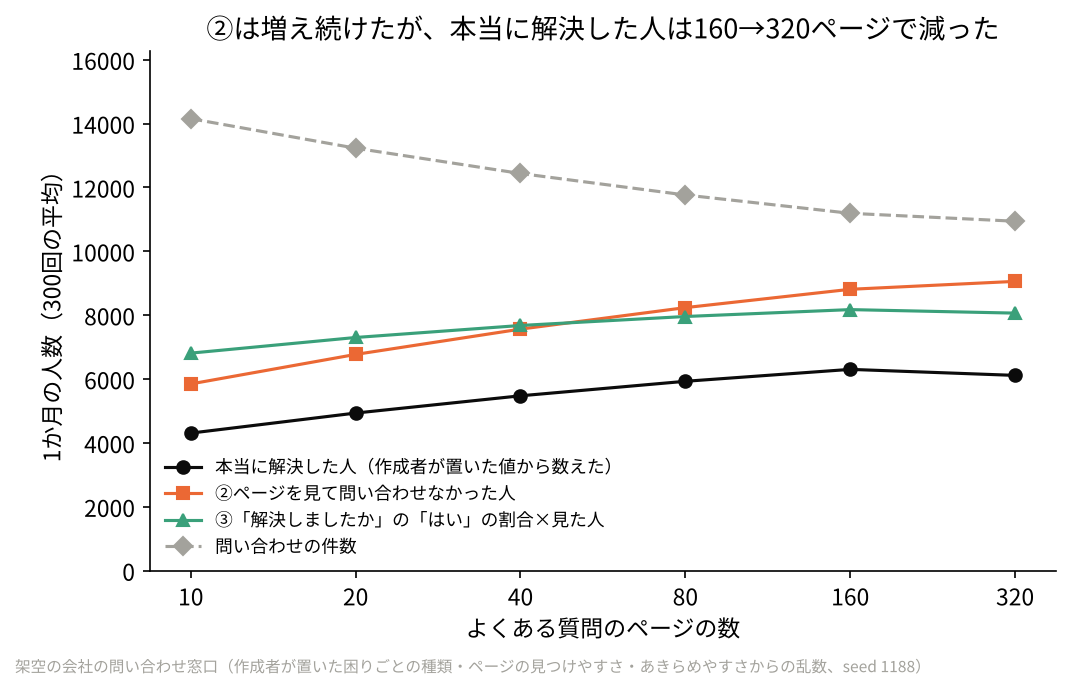 ②は増え続けたが、本当に解決した人は160→320ページで減った
1か月の人数（300回の平均）
16000
14000
12000
10000
8000
6000
4000
2000
0
本当に解決した人（作成者が置いた値から数えた）
②ページを見て問い合わせなかった人
③「解決しましたか」の「はい」の割合×見た人
問い合わせの件数
10 20 40 80 160 320
よくある質問のページの数
架空の会社の問い合わせ窓口（作成者が置いた困りごとの種類・ページの見つけやすさ・あきらめやすさからの乱数、seed 1188）